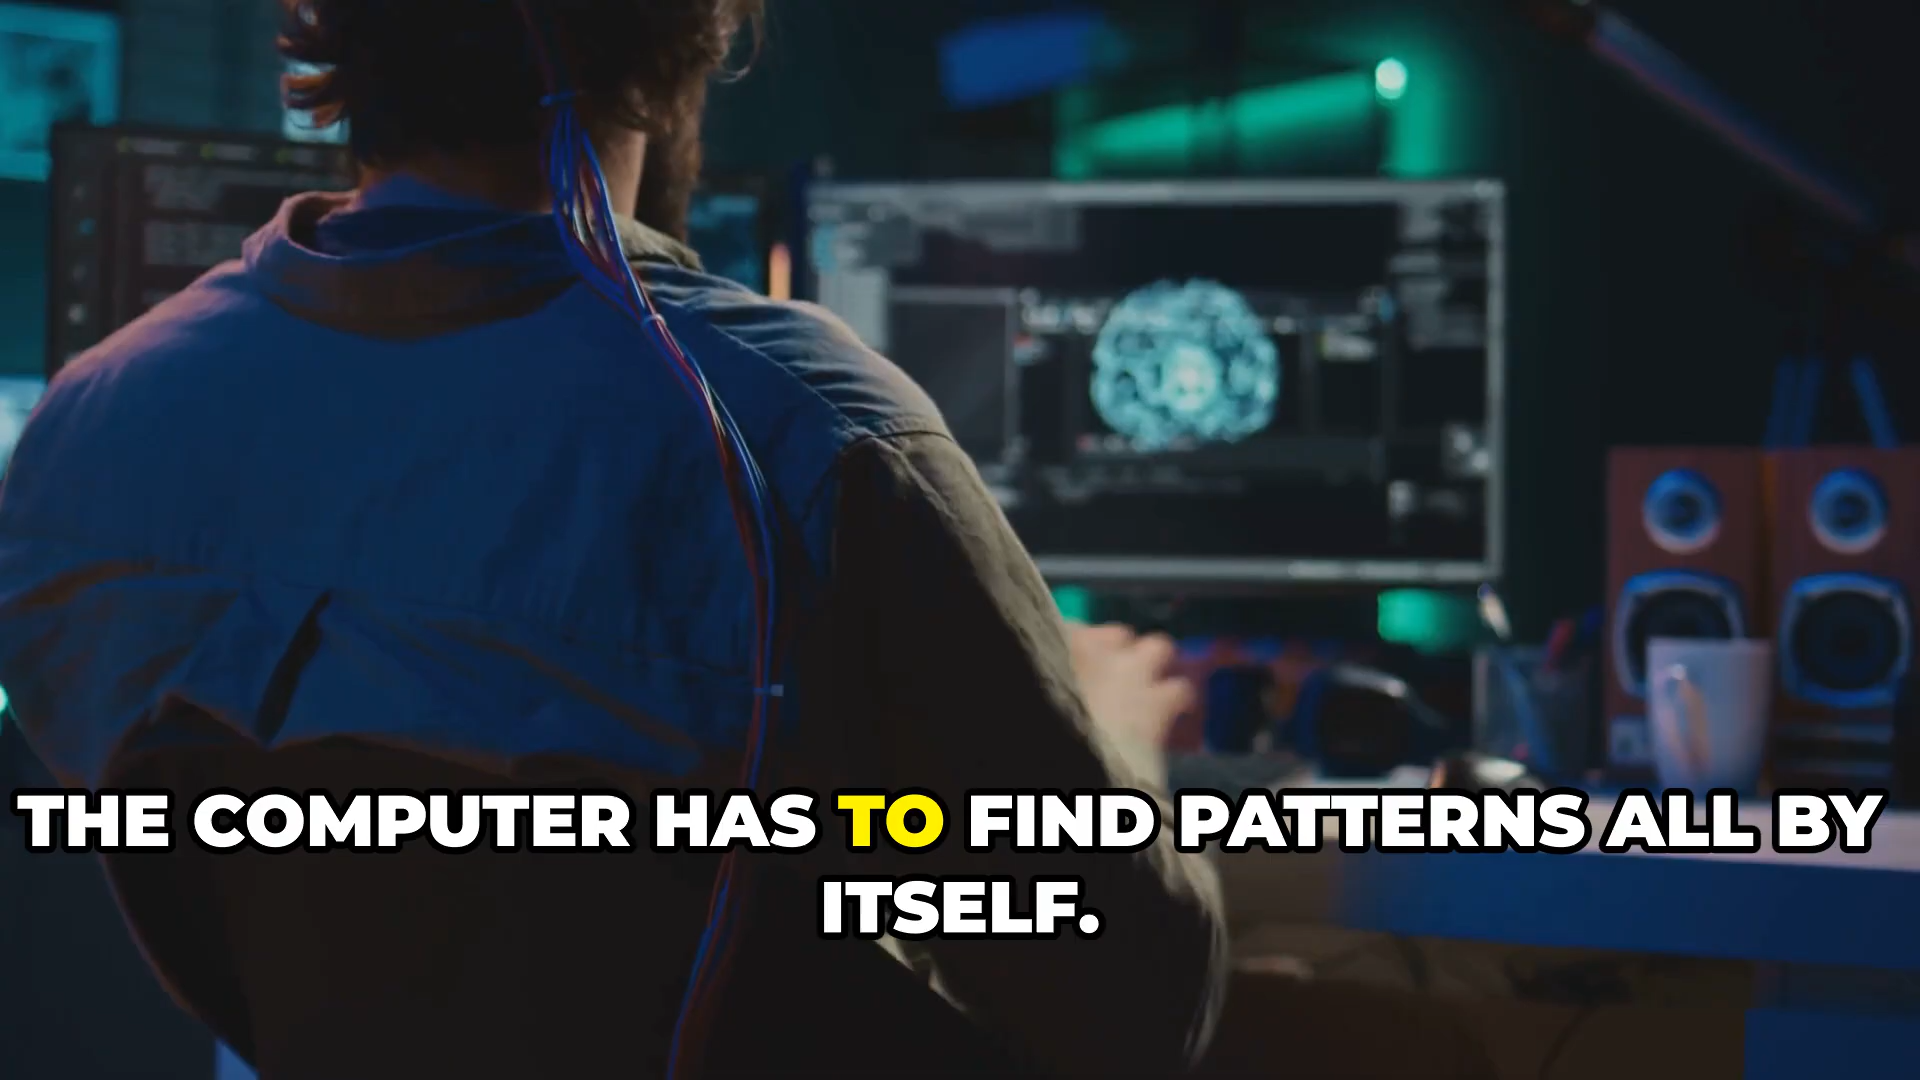 THE COMPUTER HAS TO FIND PATTERNS ALL BY
ITSELF.